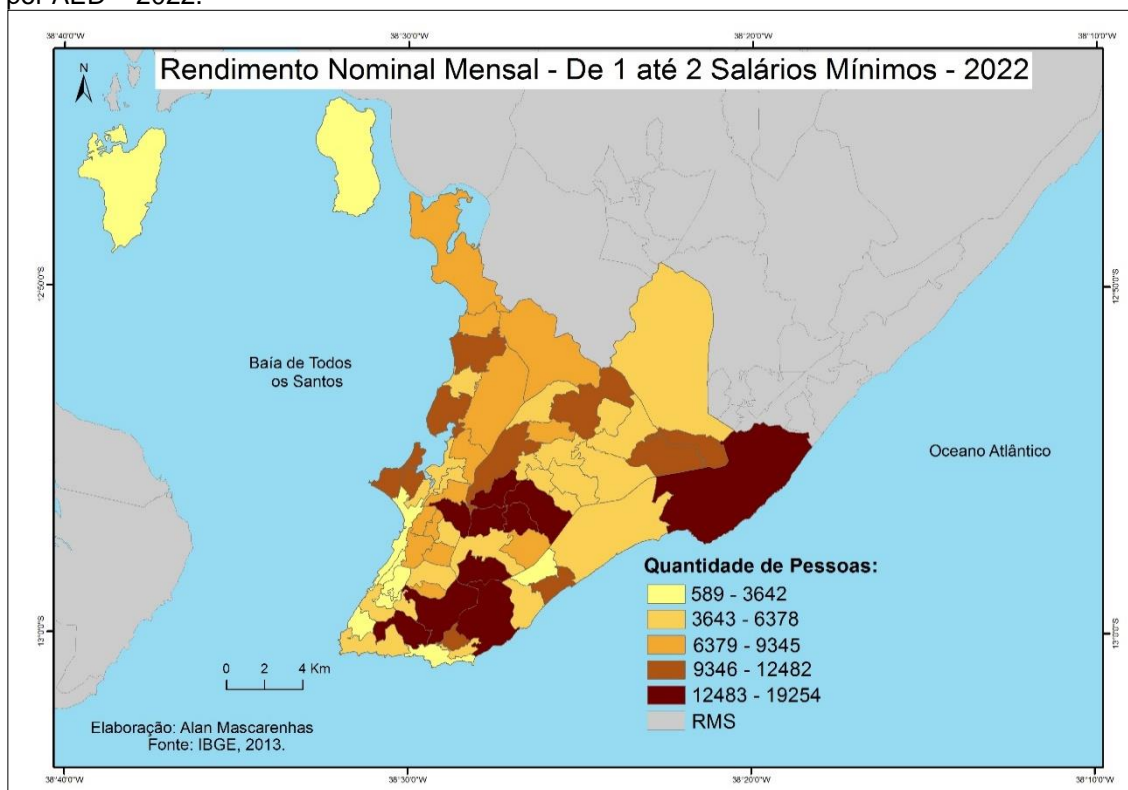 por AED – 2022.
38°40'0"W 38°30'0"W 38°20'0"W 38°10'0"W
N
Rendimento Nominal Mensal - De 1 até 2 Salários Mínimos - 2022
12°50'0"S 12°50'0"S
Baía de Todos
os Santos
Oceano Atlântico
Quantidade de Pessoas:
589 - 3642
3643 - 6378
6379 - 9345
9346 - 12482
12483 - 19254
RMS
13°0'0"S 13°0'0"S
0 2 4 Km
Elaboração: Alan Mascarenhas
Fonte: IBGE, 2013.
38°40'0"W 38°30'0"W 38°20'0"W 38°10'0"W